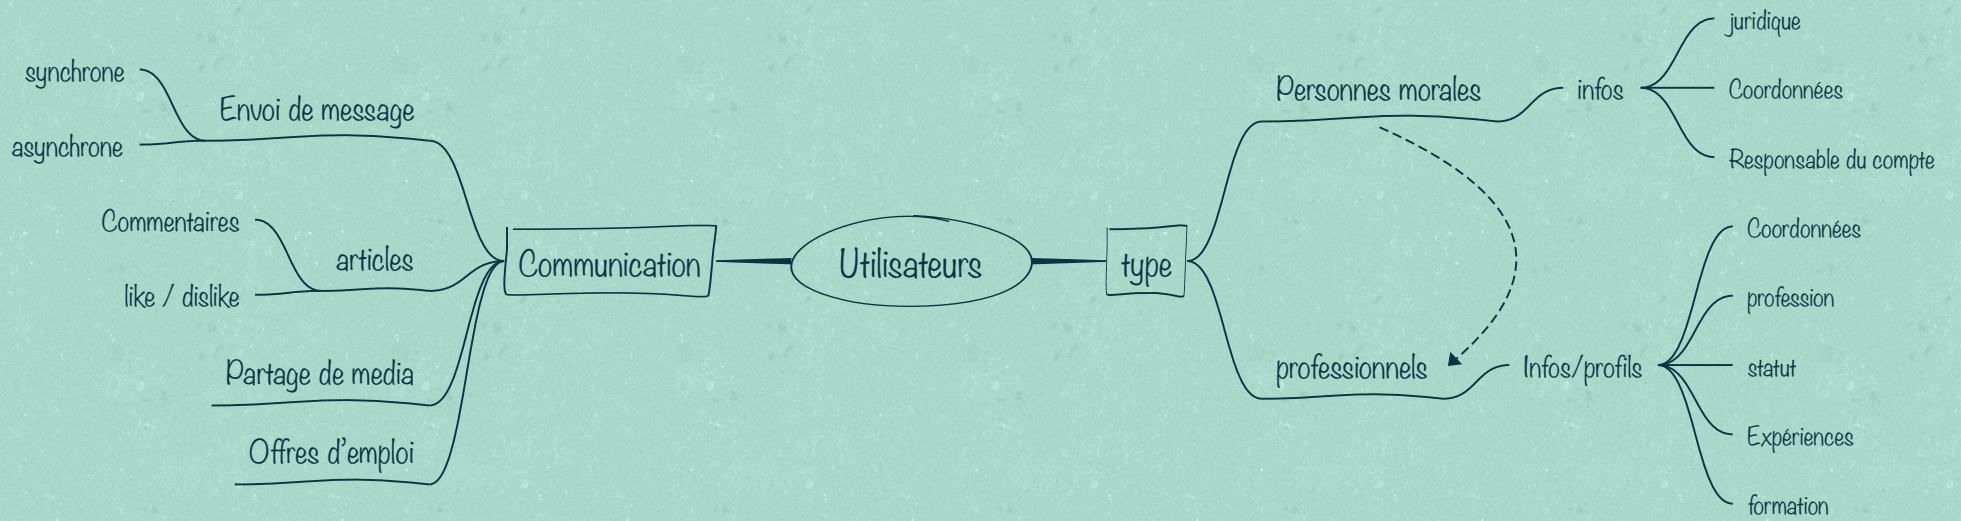 synchrone
asynchrone
Envoi de message
Commentaires
like / dislike
articles
Partage de media
Offres d'emploi
Communication
Utilisateurs
type
Personnes morales
infos
juridique
Coordonnées
Responsable du compte
professionnels
Infos/profils
Coordonnées
profession
statut
Expériences
formation